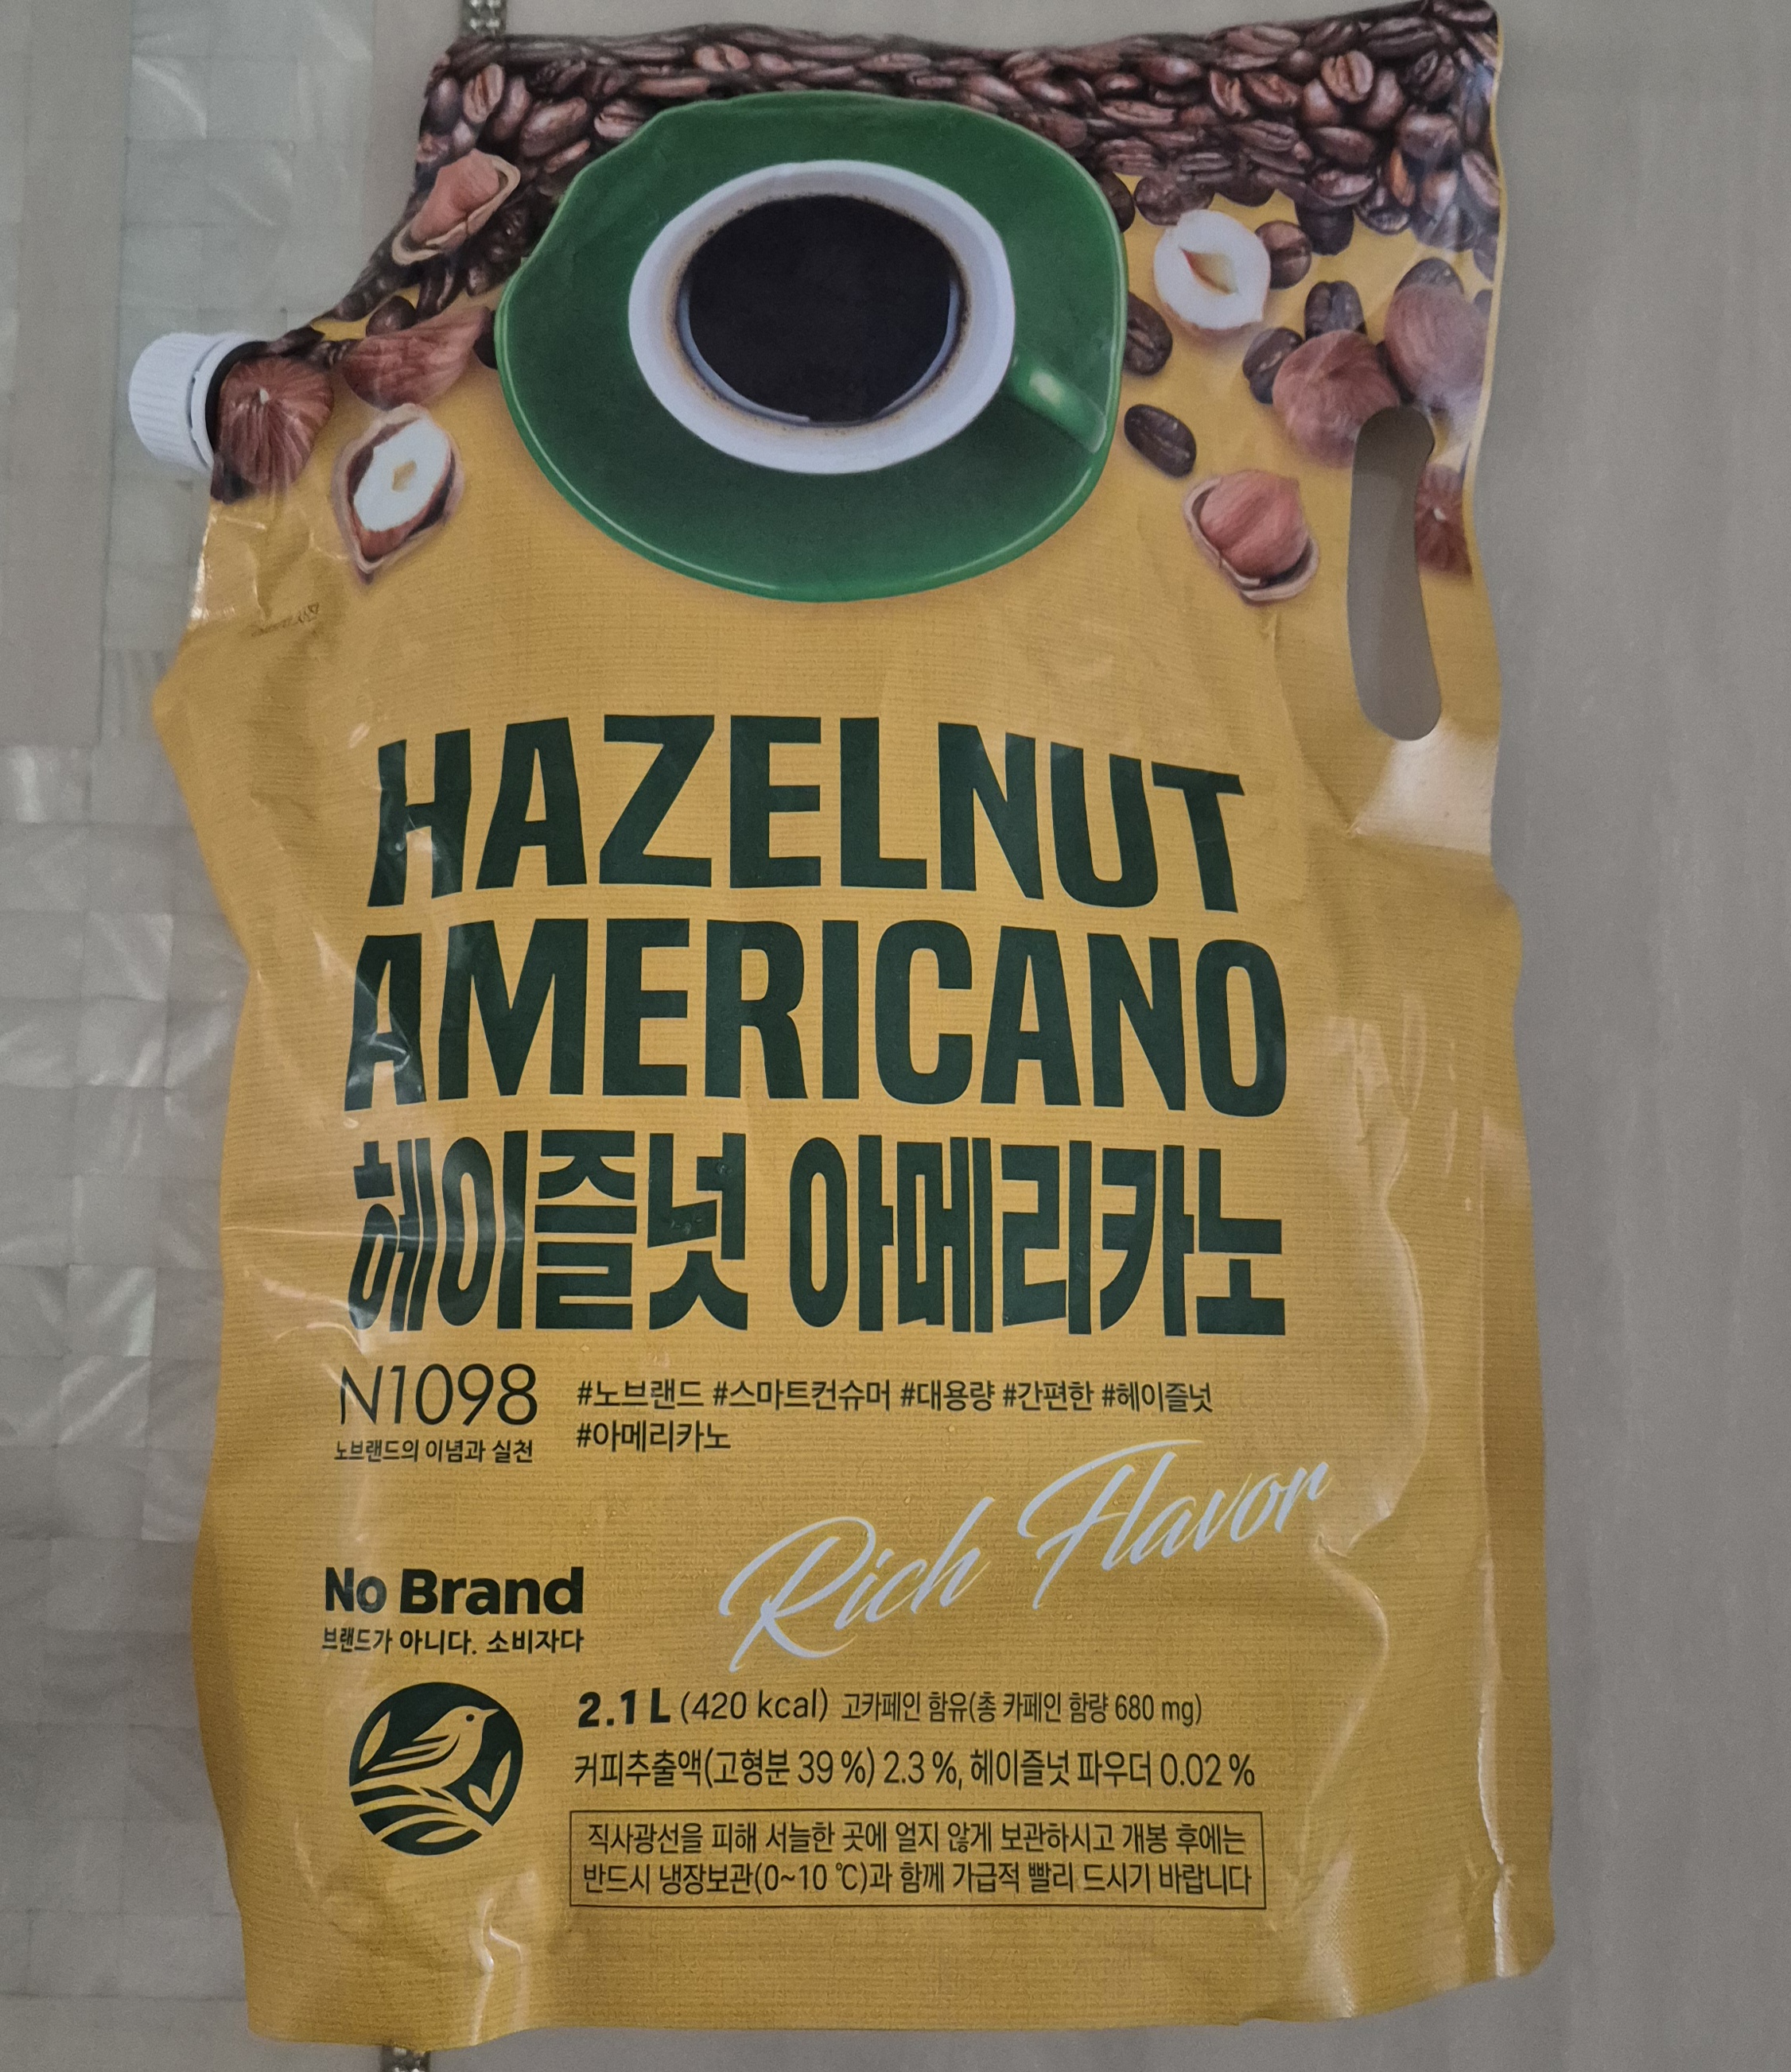 HAZELNUT
AMERICANO
헤이즐넛 아메리카노
N1098
노브랜드의 이념과 실천
#노브랜드 #스마트컨슈머 #대용량 #간편한 #헤이즐넛
#아메리카노
Rich Flavor
No Brand
브랜드가 아니다. 소비자다
2.1 L (420 kcal) 고카페인 함유(총 카페인 함량 680 mg)
커피추출액(고형분 39 %) 2.3 %, 헤이즐넛 파우더 0.02 %
직사광선을 피해 서늘한 곳에 얼지 않게 보관하시고 개봉 후에는
반드시 냉장보관(0~10 ℃)과 함께 가급적 빨리 드시기 바랍니다